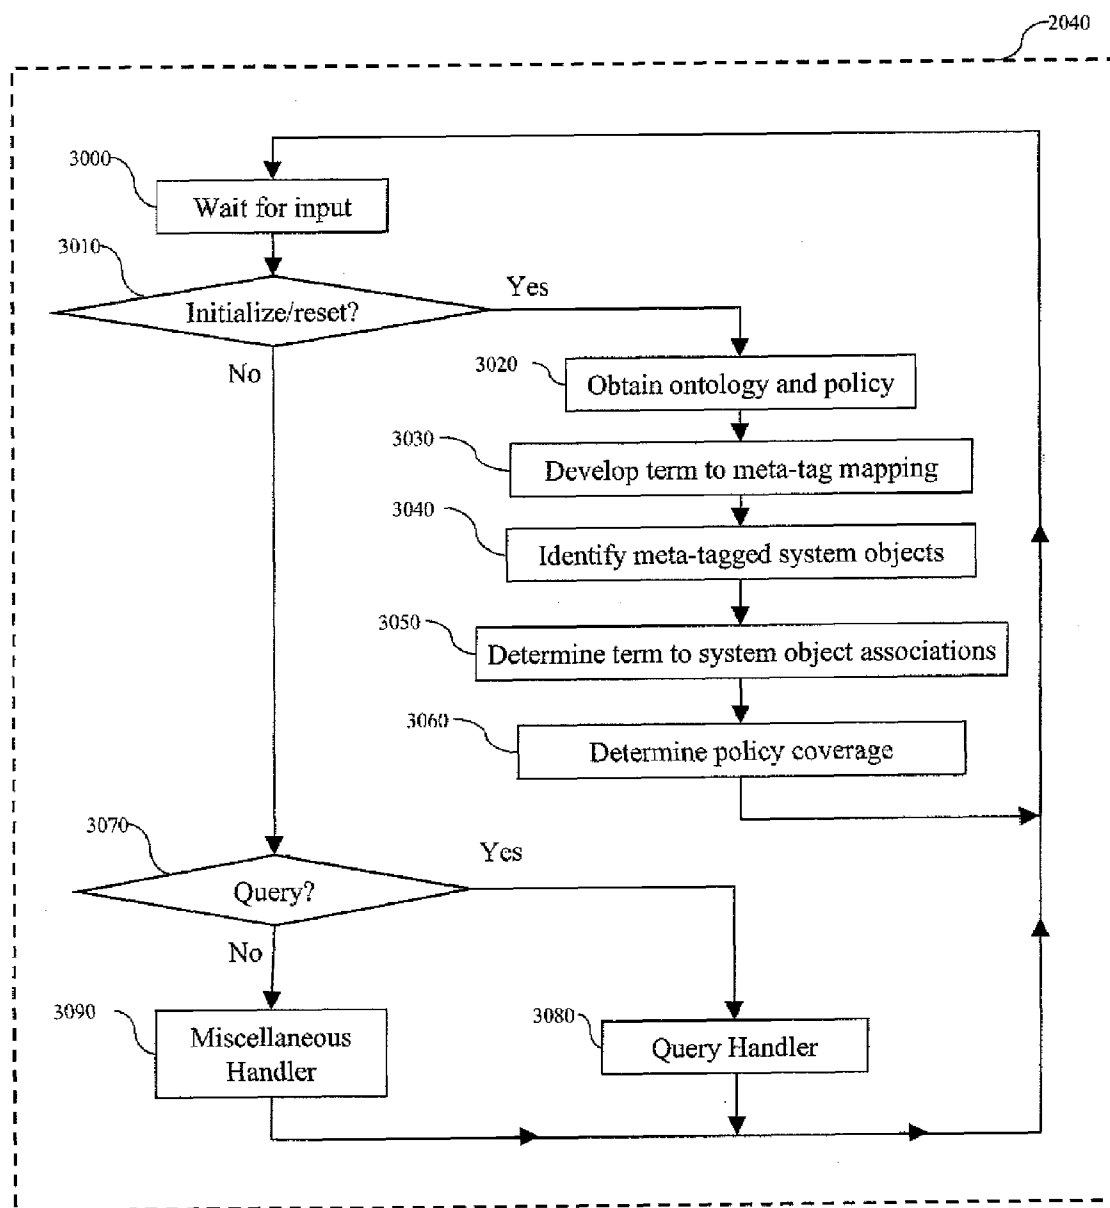 2040
3000
Wait for input
3010
Initialize/reset?
Yes
No
3020
Obtain ontology and policy
3030
Develop term to meta-tag mapping
3040
Identify meta-tagged system objects
3050
Determine term to system object associations
3060
Determine policy coverage
3070
Query?
Yes
No
3090
Miscellaneous
Handler
3080
Query Handler